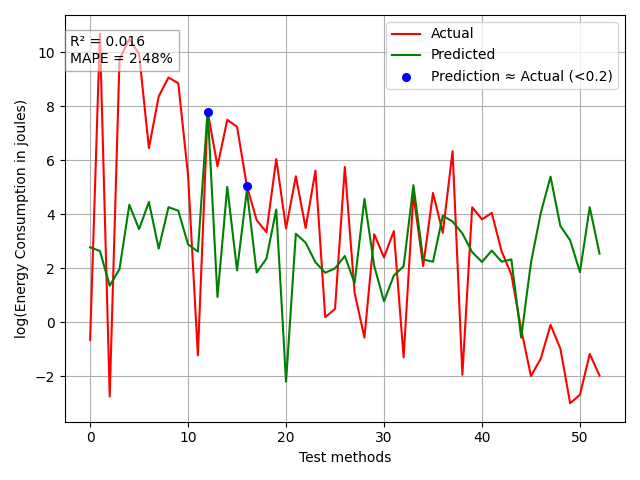 R² = 0.016
MAPE = 2.48%
Actual
Predicted
Prediction ≈ Actual (<0.2)
log(Energy Consumption in joules)
10
8
6
4
2
0
−2
0 10 20 30 40 50
Test methods